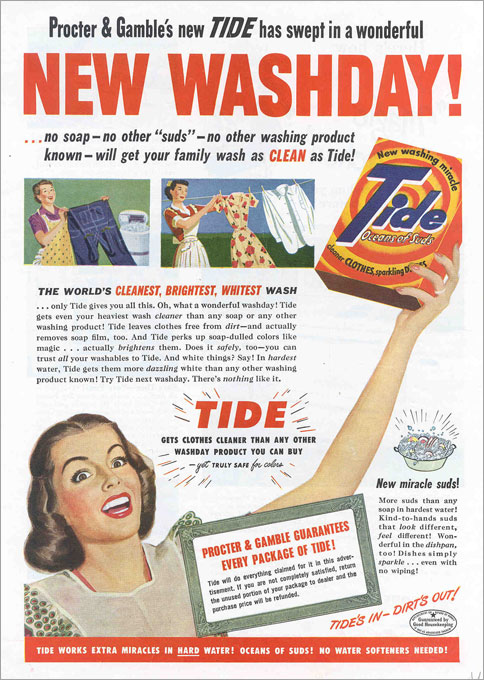 Procter & Gamble's new TIDE has swept in a wonderful
NEW WASHDAY!
...no soap—no other "suds"—no other washing product
known—will get your family wash as CLEAN as Tide!
New washing miracle
Tide
Oceans of Suds
cleaner CLOTHES, sparkling
THE WORLD'S CLEANEST, BRIGHTEST, WHITEST WASH
... only Tide gives you all this. Oh, what a wonderful washday! Tide
gets even your heaviest wash cleaner than any soap or any other
washing product! Tide leaves clothes free from dirt—and actually
removes soap film, too. And Tide perks up soap-dulled colors like
magic . . . actually brightens them. Does it safely, too—you can
trust all your washables to Tide. And white things? Say! In hardest
water, Tide gets them more dazzling white than any other washing
product known! Try Tide next washday. There's nothing like it.
TIDE
GETS CLOTHES CLEANER THAN ANY OTHER
WASHDAY PRODUCT YOU CAN BUY
—yet TRULY SAFE for colors
New miracle suds!
More suds than any
soap in hardest water!
Kind-to-hands suds
that look different,
feel different! Won-
derful in the dishpan,
too! Dishes simply
sparkle . . . even with
no wiping!
PROCTER & GAMBLE GUARANTEES
EVERY PACKAGE OF TIDE!
Tide will do everything claimed for it in this adver-
tisement. If you are not completely satisfied, return
the unused portion of your package to dealer and the
purchase price will be refunded.
TIDE'S IN—DIRT'S OUT!
Guaranteed by
Good Housekeeping
TIDE WORKS EXTRA MIRACLES IN HARD WATER! OCEANS OF SUDS! NO WATER SOFTENERS NEEDED!